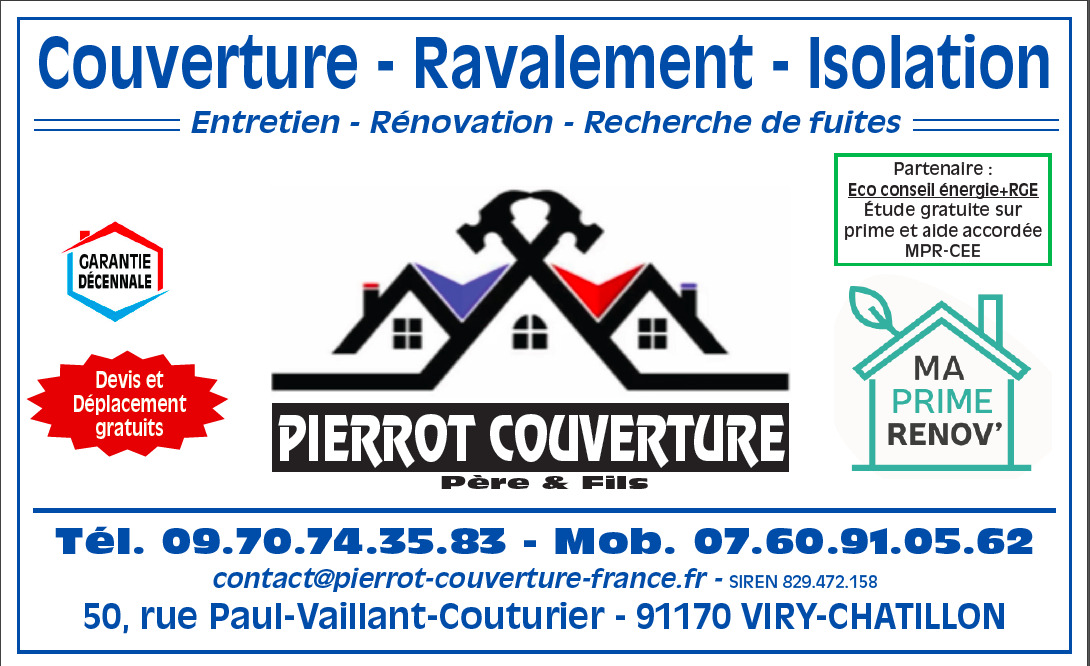 Couverture - Ravalement - Isolation
Entretien - Rénovation - Recherche de fuites
Partenaire :
Eco conseil énergie+RGE
Étude gratuite sur
prime et aide accordée
MPR-CEE
GARANTIE
DÉCENNALE
Devis et
Déplacement
gratuits
MA
PRIME
RENOV’
PIERROT COUVERTURE
Père & Fils
Tél. 09.70.74.35.83 - Mob. 07.60.91.05.62
contact@pierrot-couverture-france.fr - SIREN 829.472.158
50, rue Paul-Vaillant-Couturier - 91170 VIRY-CHATILLON